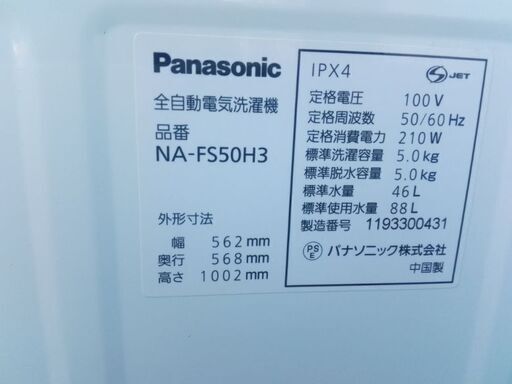 Panasonic
全自動電気洗濯機
品番
NA-FS50H3
外形寸法
幅 562mm
奥行 568mm
高さ 1002mm
IPX4
S JET
定格電圧 100V
定格周波数 50/60Hz
定格消費電力 210W
標準洗濯容量 5.0kg
標準脱水容量 5.0kg
標準水量 46L
標準使用水量 88L
製造番号 1193300431
PSE パナソニック株式会社
中国製